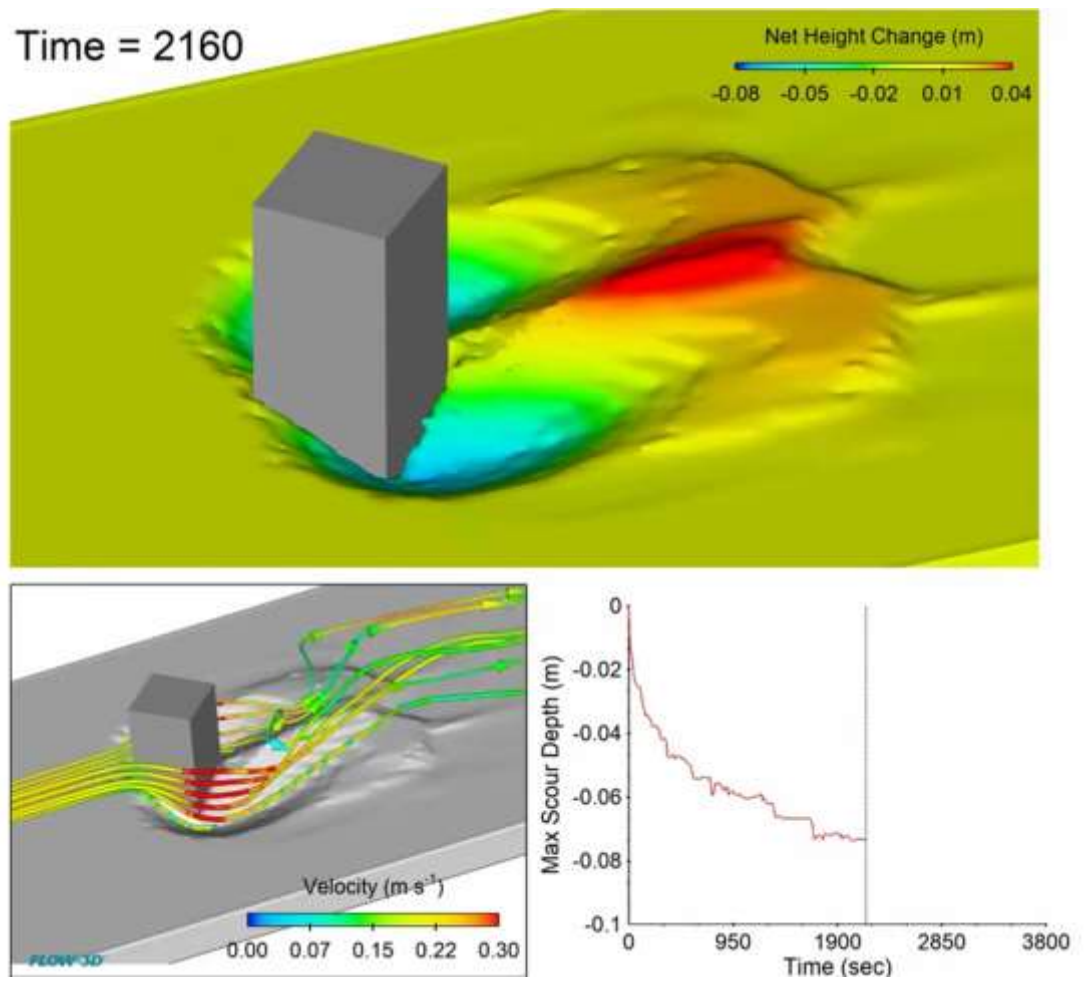 Time = 2160
Net Height Change (m)
-0.08 -0.05 -0.02 0.01 0.04
Velocity (m s⁻¹)
0.00 0.07 0.15 0.22 0.30
FLOW-3D
Max Scour Depth (m)
0
-0.02
-0.04
-0.06
-0.08
-0.1
0 950 1900 2850 3800
Time (sec)